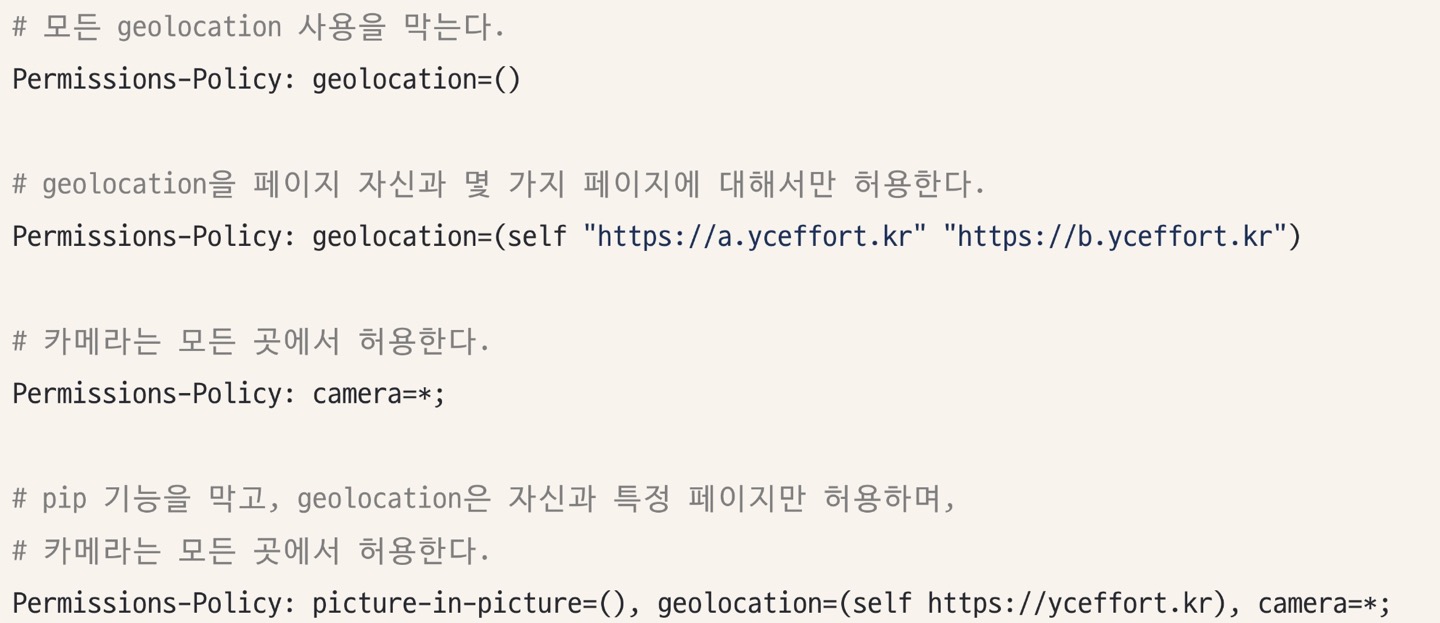 # 모든 geolocation 사용을 막는다.
Permissions-Policy: geolocation=()
# geolocation을 페이지 자신과 몇 가지 페이지에 대해서만 허용한다.
Permissions-Policy: geolocation=(self "https://a.yceffort.kr" "https://b.yceffort.kr")
# 카메라는 모든 곳에서 허용한다.
Permissions-Policy: camera=*;
# pip 기능을 막고, geolocation은 자신과 특정 페이지만 허용하며,
# 카메라는 모든 곳에서 허용한다.
Permissions-Policy: picture-in-picture=(), geolocation=(self https://yceffort.kr), camera=*;